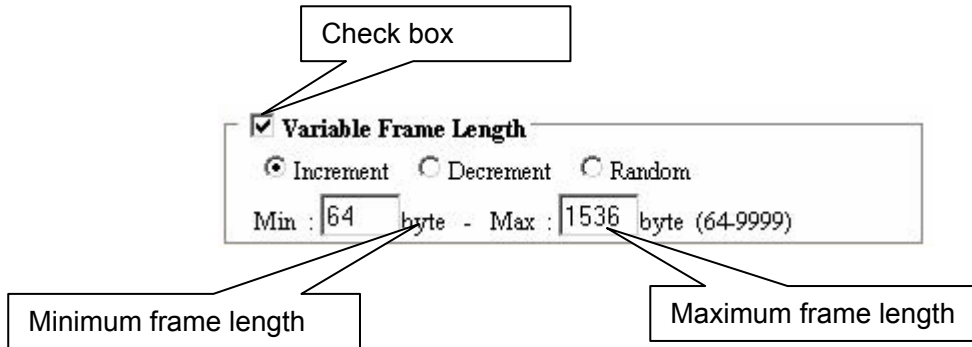 Check box
Variable Frame Length
Increment Decrement Random
Min : 64 byte - Max : 1536 byte (64-9999)
Minimum frame length
Maximum frame length